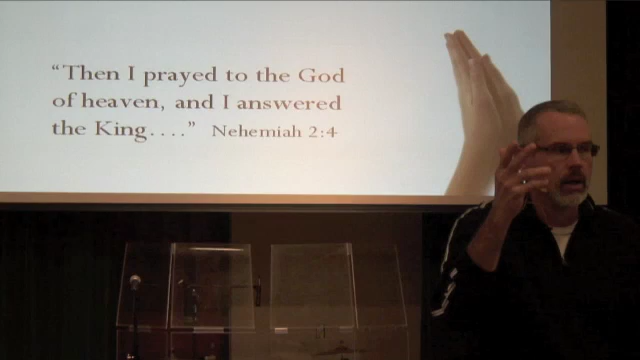 “Then I prayed to the God
of heaven, and I answered
the King....” Nehemiah 2:4